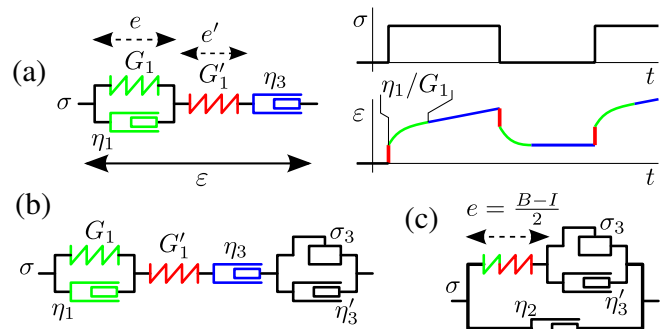 (a)
e
e′
G₁
G′₁
η₃
σ
η₁
ε
σ
t
η₁/G₁
ε
t
(b)
G₁
G′₁
η₃
σ₃
σ
η₁
η′₃
(c)
e = B−I/2
σ₃
σ
η′₃
η₂